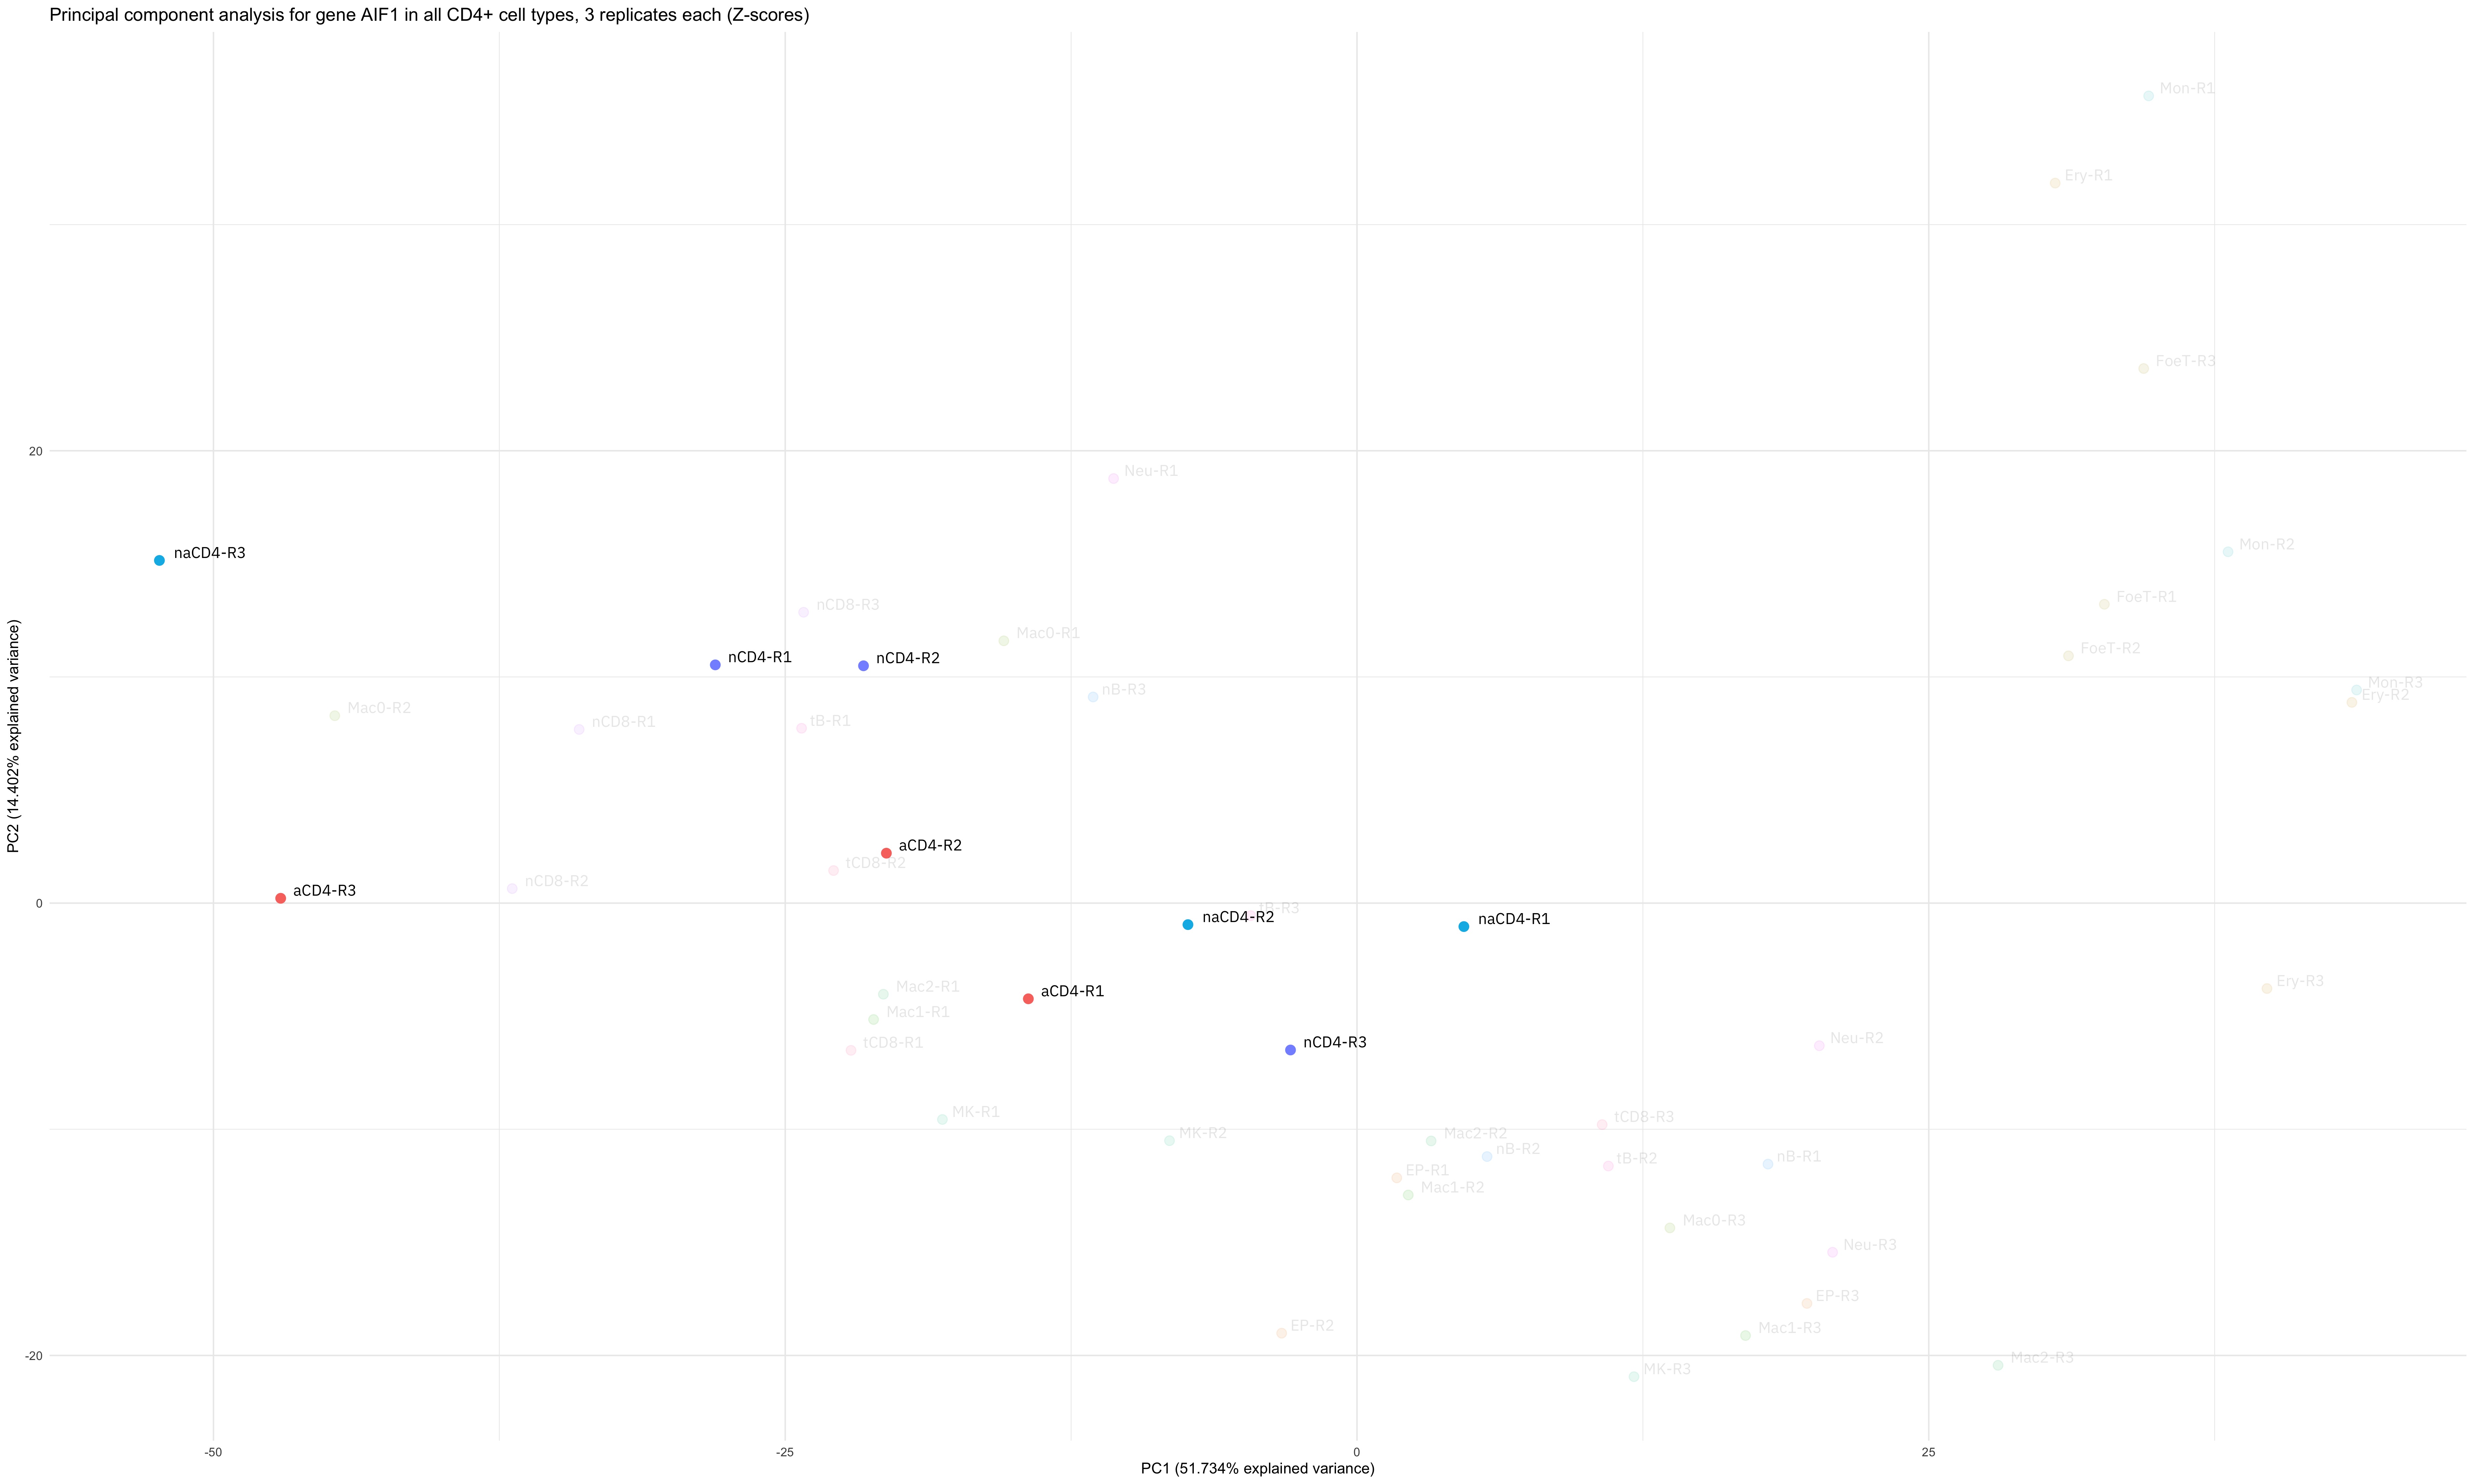 Principal component analysis for gene AIF1 in all CD4+ cell types, 3 replicates each (Z-scores)
Mon-R1
Ery-R1
FoeT-R3
20
Neu-R1
Mon-R2
naCD4-R3
FoeT-R1
nCD8-R3
Mac0-R1
FoeT-R2
nCD4-R1
nCD4-R2
Mon-R3
nB-R3
Ery-R2
Mac0-R2
nCD8-R1
tB-R1
PC2 (14.402% explained variance)
aCD4-R2
tCD8-R2
nCD8-R2
aCD4-R3
0
tB-R3
naCD4-R2
naCD4-R1
Ery-R3
Mac2-R1
aCD4-R1
Mac1-R1
Neu-R2
tCD8-R1
nCD4-R3
MK-R1
tCD8-R3
MK-R2
Mac2-R2
nB-R2
nB-R1
tB-R2
EP-R1
Mac1-R2
Mac0-R3
Neu-R3
EP-R3
EP-R2
Mac1-R3
-20
Mac2-R3
MK-R3
-50
-25
0
25
PC1 (51.734% explained variance)